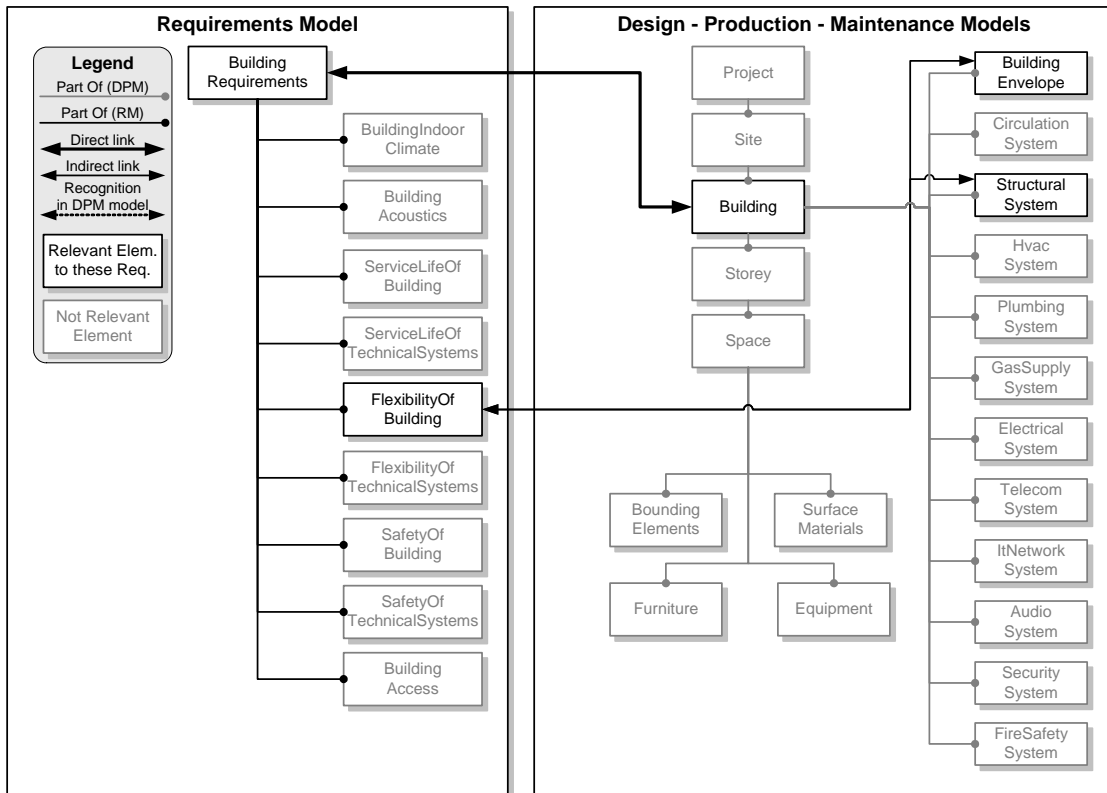 Requirements Model
Legend
Part Of (DPM)
Part Of (RM)
Direct link
Indirect link
Recognition
in DPM model
Relevant Elem.
to these Req.
Not Relevant
Element
Building
Requirements
BuildingIndoor
Climate
Building
Acoustics
ServiceLifeOf
Building
ServiceLifeOf
TechnicalSystems
FlexibilityOf
Building
FlexibilityOf
TechnicalSystems
SafetyOf
Building
SafetyOf
TechnicalSystems
Building
Access
Design - Production - Maintenance Models
Project
Site
Building
Storey
Space
Bounding
Elements
Surface
Materials
Furniture
Equipment
Building
Envelope
Circulation
System
Structural
System
Hvac
System
Plumbing
System
GasSupply
System
Electrical
System
Telecom
System
ItNetwork
System
Audio
System
Security
System
FireSafety
System